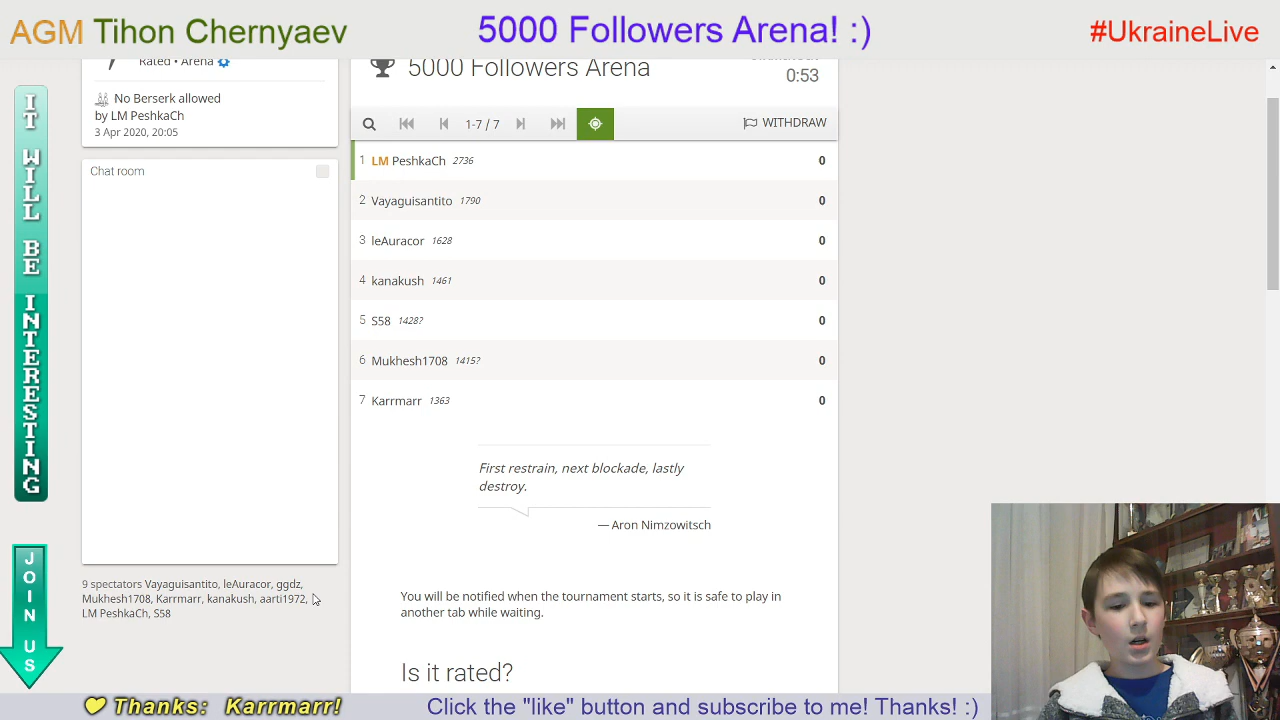 AGM Tihon Chernyaev
5000 Followers Arena! :)
#UkraineLive
IT WILL BE INTERESTING
JOIN US
Rated • Arena
No Berserk allowed
by LM PeshkaCh
3 Apr 2020, 20:05
Chat room
9 spectators Vayaguisantito, leAuracor, ggdz,
Mukhesh1708, Karrmarr, kanakush, aarti1972,
LM PeshkaCh, S58
5000 Followers Arena
0:53
1-7 / 7
WITHDRAW
1 LM PeshkaCh 2736 0
2 Vayaguisantito 1790 0
3 leAuracor 1628 0
4 kanakush 1461 0
5 S58 1428? 0
6 Mukhesh1708 1415? 0
7 Karrmarr 1363 0
First restrain, next blockade, lastly
destroy.
— Aron Nimzowitsch
You will be notified when the tournament starts, so it is safe to play in
another tab while waiting.
Is it rated?
Thanks: Karrmarr!
Click the "like" button and subscribe to me! Thanks! :)